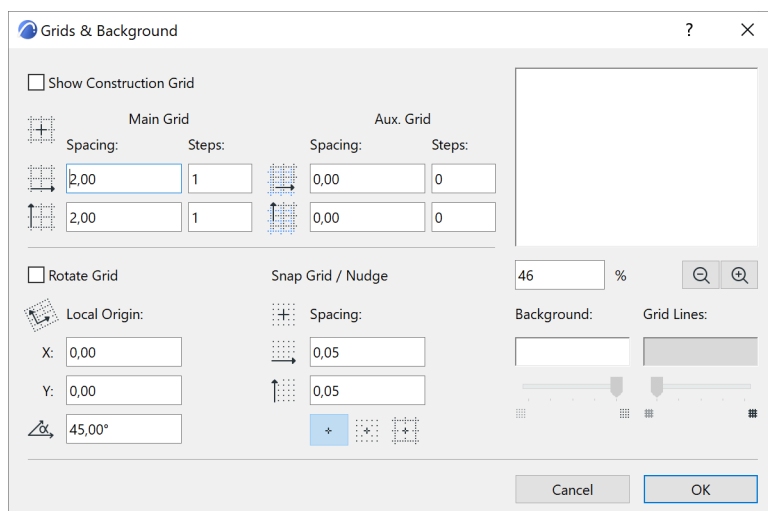 Grids & Background
?
Show Construction Grid
Main Grid
Aux. Grid
Spacing:
Steps:
Spacing:
Steps:
2,00
1
0,00
0
2,00
1
0,00
0
Rotate Grid
Snap Grid / Nudge
46
%
Local Origin:
Spacing:
Background:
Grid Lines:
X:
0,00
0,05
Y:
0,00
0,05
α
45,00°
Cancel
OK